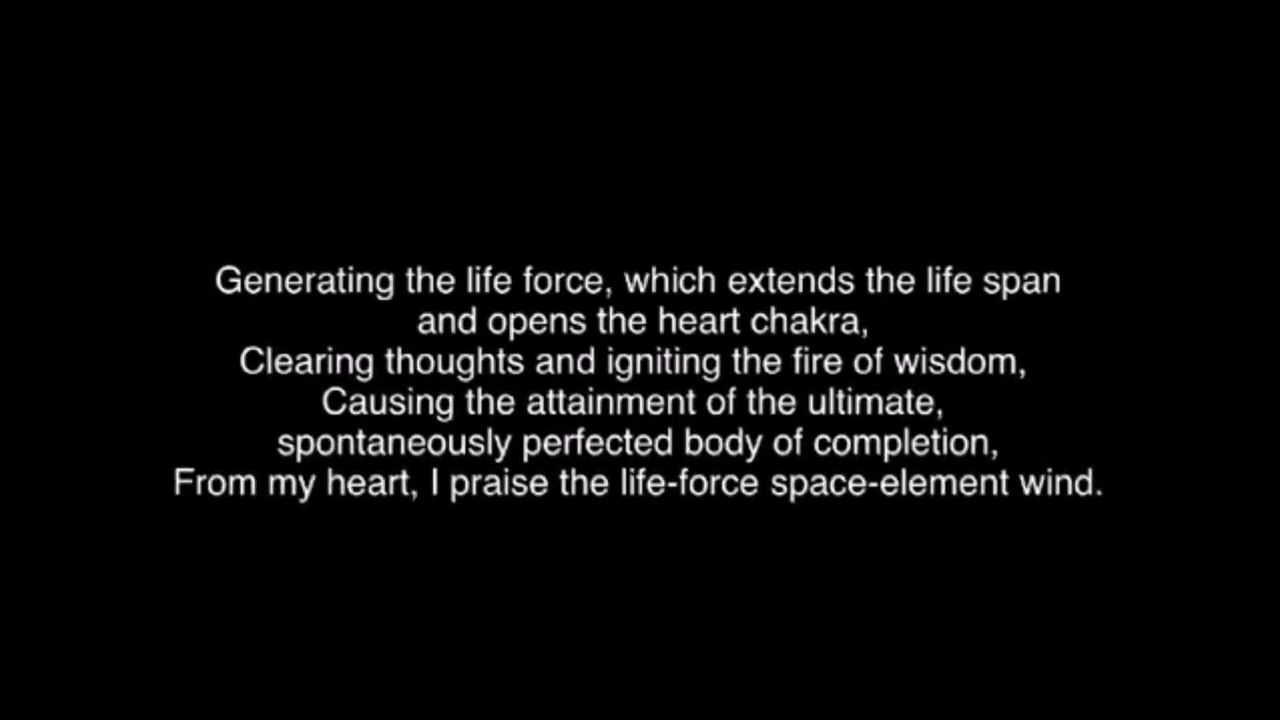 Generating the life force, which extends the life span
and opens the heart chakra,
Clearing thoughts and igniting the fire of wisdom,
Causing the attainment of the ultimate,
spontaneously perfected body of completion,
From my heart, I praise the life-force space-element wind.